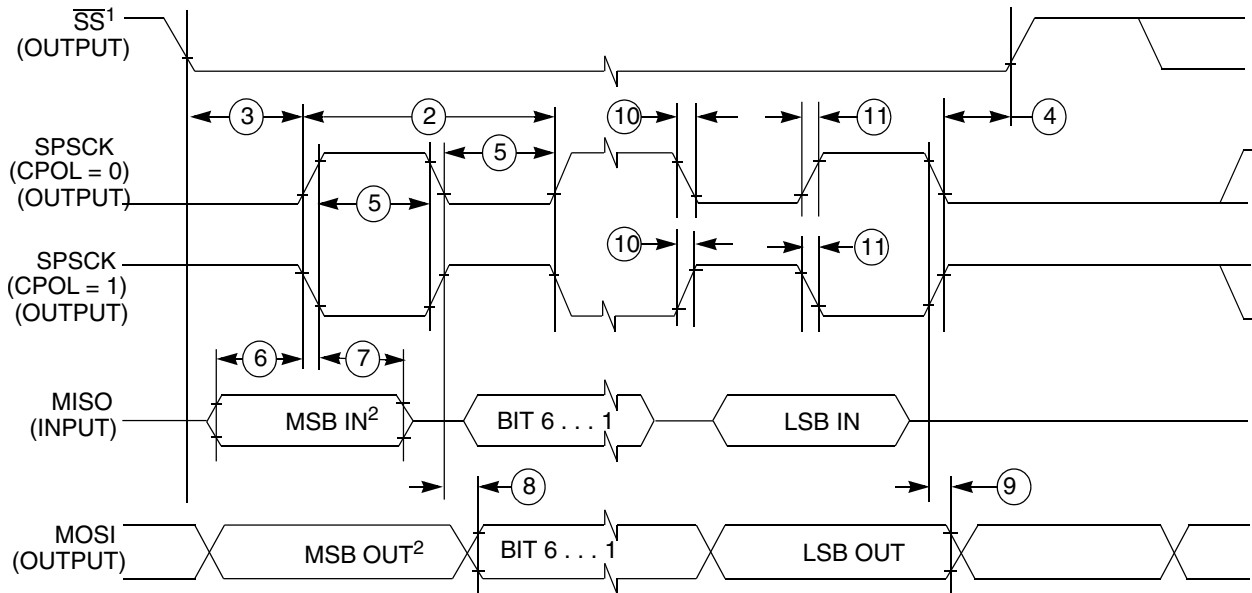 SS¹
(OUTPUT)
3
2
10
11
4
SPSCK
(CPOL = 0)
(OUTPUT)
5
5
SPSCK
(CPOL = 1)
(OUTPUT)
10
11
6
7
MISO
(INPUT)
MSB IN²
BIT 6 . . . 1
LSB IN
8
9
MOSI
(OUTPUT)
MSB OUT²
BIT 6 . . . 1
LSB OUT